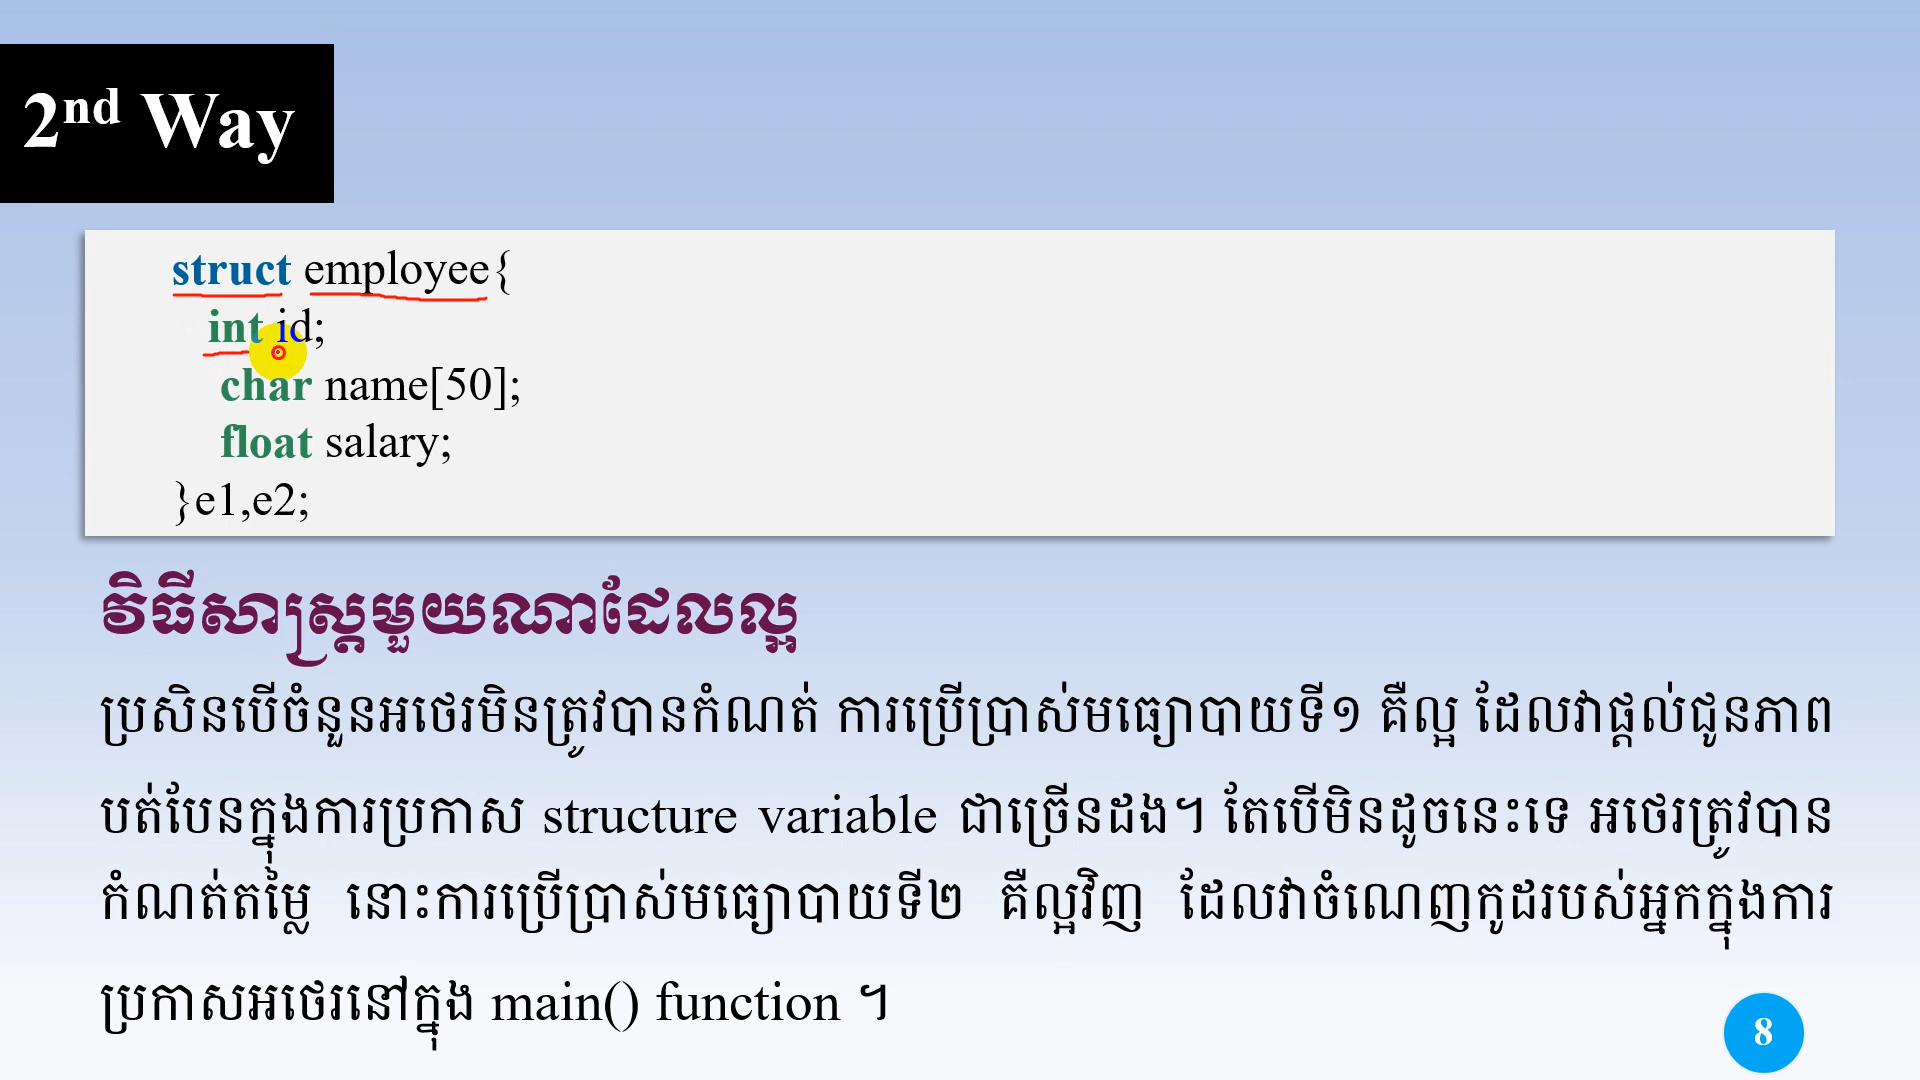 2nd Way
struct employee{
int id;
char name[50];
float salary;
}e1,e2;
វិធីសាស្ត្រមួយណាដែលល្អ
ប្រសិនបើចំនួនអថេរមិនត្រូវបានកំណត់ ការប្រើប្រាស់មធ្យោបាយទី១ គឺល្អ ដែលវាផ្តល់ជូនភាព
បត់បែនក្នុងការប្រកាស structure variable ជាច្រើនដង។ តែបើមិនដូចនេះទេ អថេរត្រូវបាន
កំណត់តម្លៃ នោះការប្រើប្រាស់មធ្យោបាយទី២ គឺល្អវិញ ដែលវាចំណេញកូដរបស់អ្នកក្នុងការ
ប្រកាសអថេរនៅក្នុង main() function ។
8